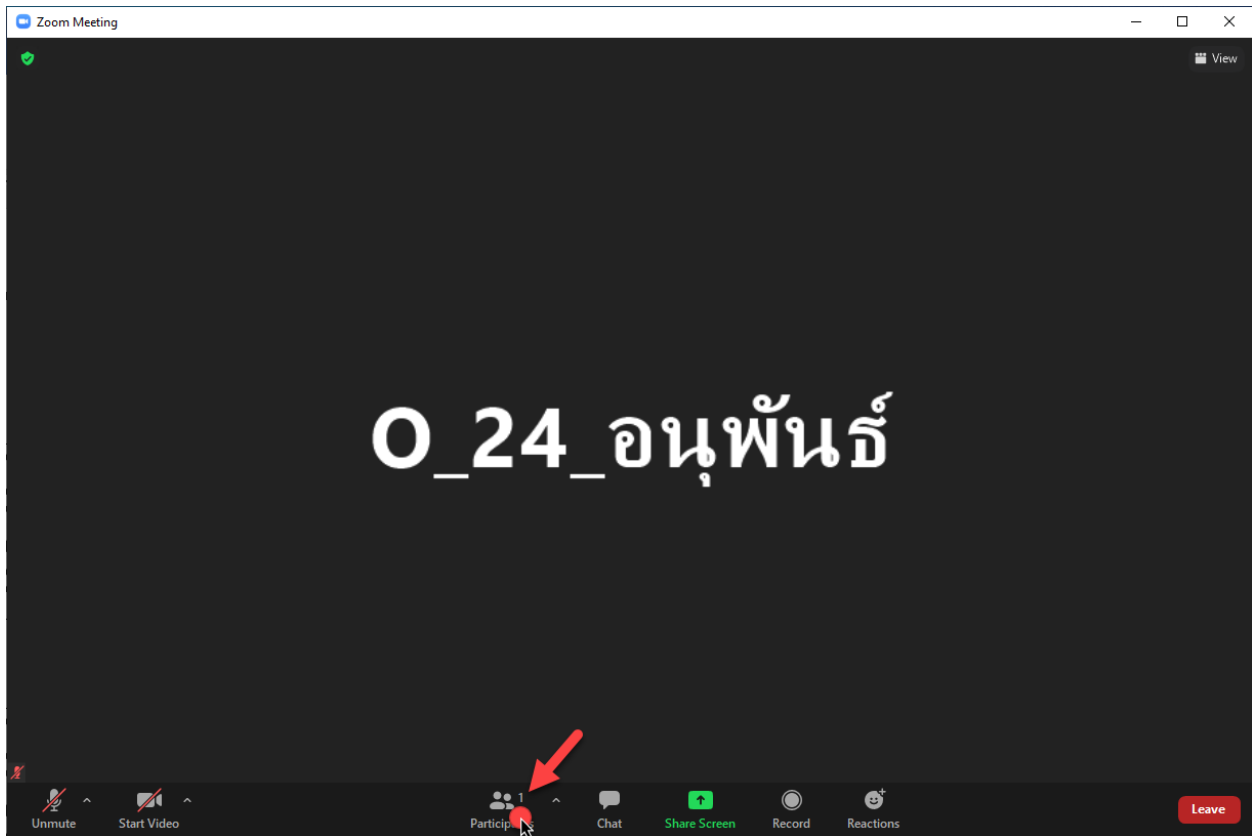 Zoom Meeting
View
O_24_อนุพันธ์
1
Unmute
Start Video
Chat
Share Screen
Record
Reactions
Leave